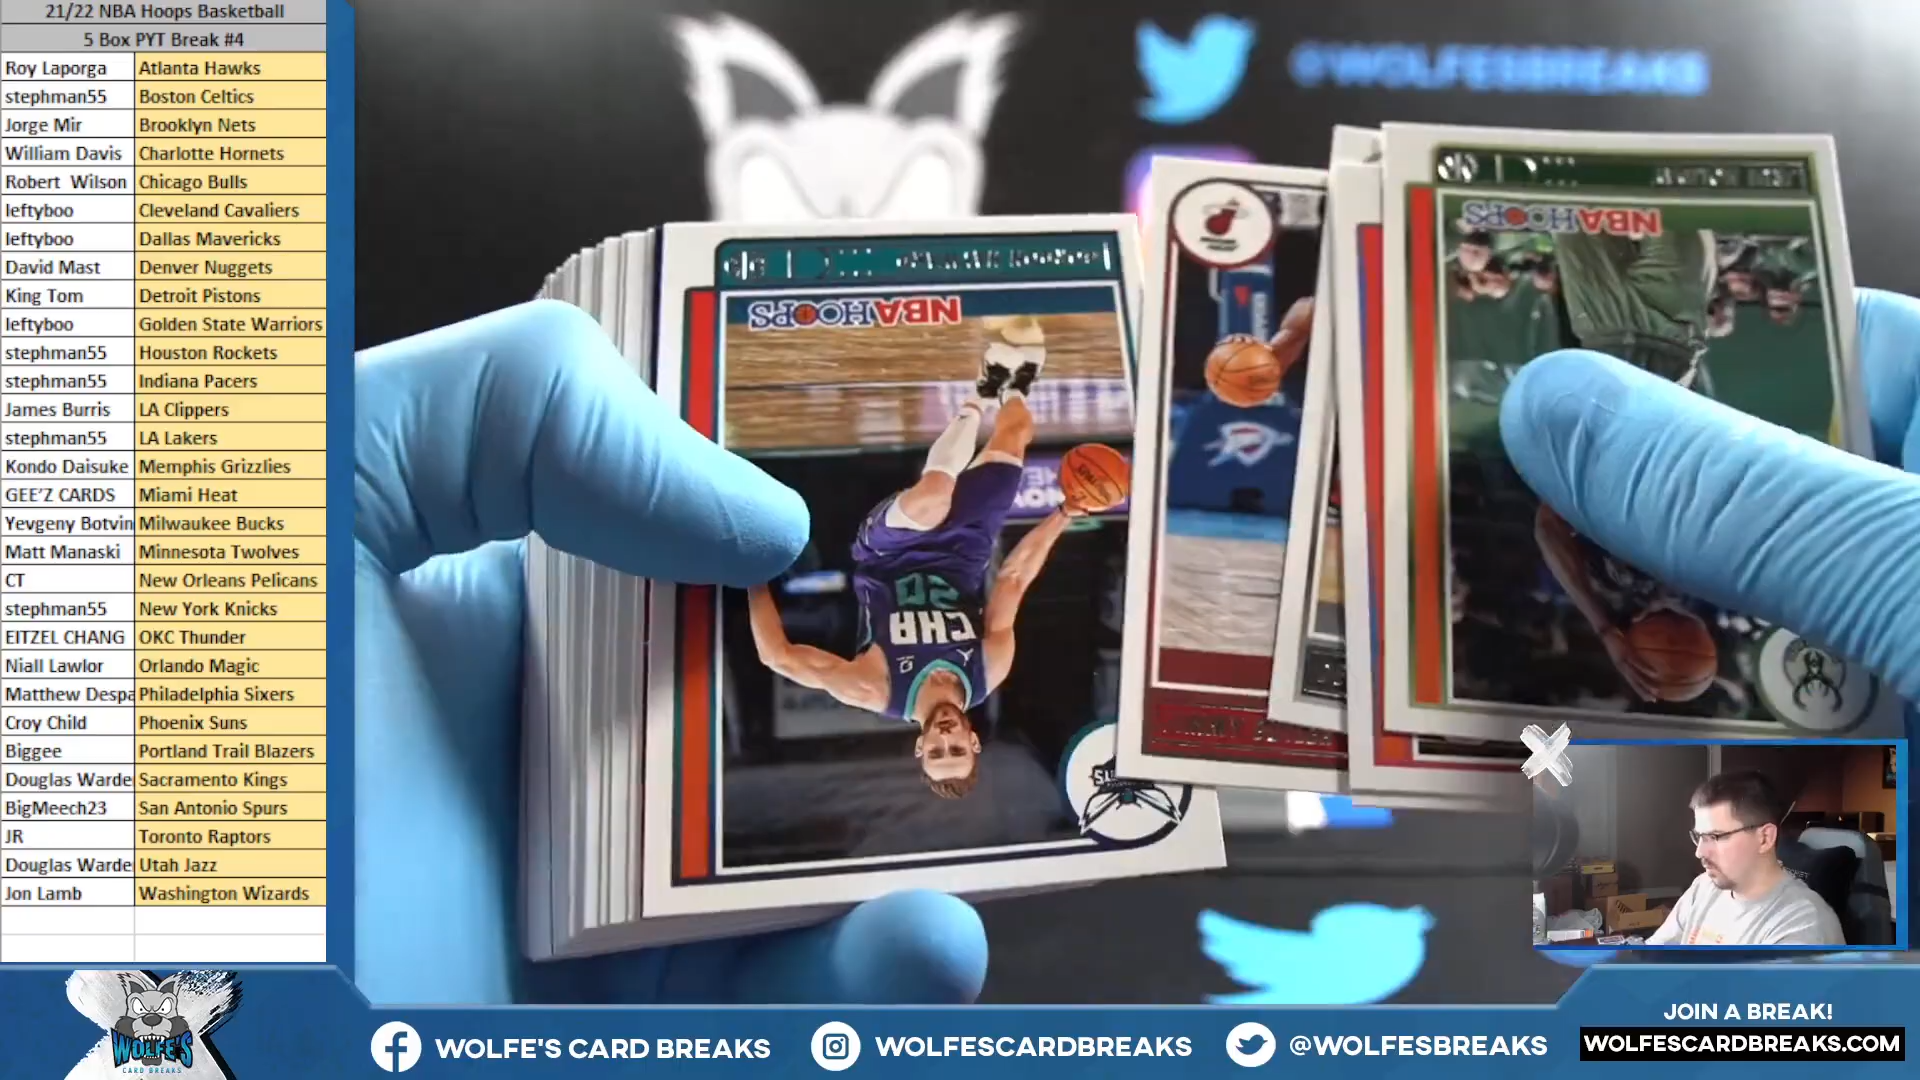 21/22 NBA Hoops Basketball
5 Box PYT Break #4
Roy Laporga Atlanta Hawks
stephman55 Boston Celtics
Jorge Mir Brooklyn Nets
William Davis Charlotte Hornets
Robert Wilson Chicago Bulls
leftyboo Cleveland Cavaliers
leftyboo Dallas Mavericks
David Mast Denver Nuggets
King Tom Detroit Pistons
leftyboo Golden State Warriors
stephman55 Houston Rockets
stephman55 Indiana Pacers
James Burris LA Clippers
stephman55 LA Lakers
Kondo Daisuke Memphis Grizzlies
GEE'Z CARDS Miami Heat
Yevgeny Botvin Milwaukee Bucks
Matt Manaski Minnesota Twolves
CT New Orleans Pelicans
stephman55 New York Knicks
EITZEL CHANG OKC Thunder
Niall Lawlor Orlando Magic
Matthew Despa Philadelphia Sixers
Croy Child Phoenix Suns
Biggee Portland Trail Blazers
Douglas Warde Sacramento Kings
BigMeech23 San Antonio Spurs
JR Toronto Raptors
Douglas Warde Utah Jazz
Jon Lamb Washington Wizards
@WOLFESBREAKS
NBA HOOPS
NBA HOOPS
CHA
20
WOLFE'S
CARD BREAKS
WOLFE'S CARD BREAKS
WOLFESCARDBREAKS
@WOLFESBREAKS
JOIN A BREAK!
WOLFESCARDBREAKS.COM